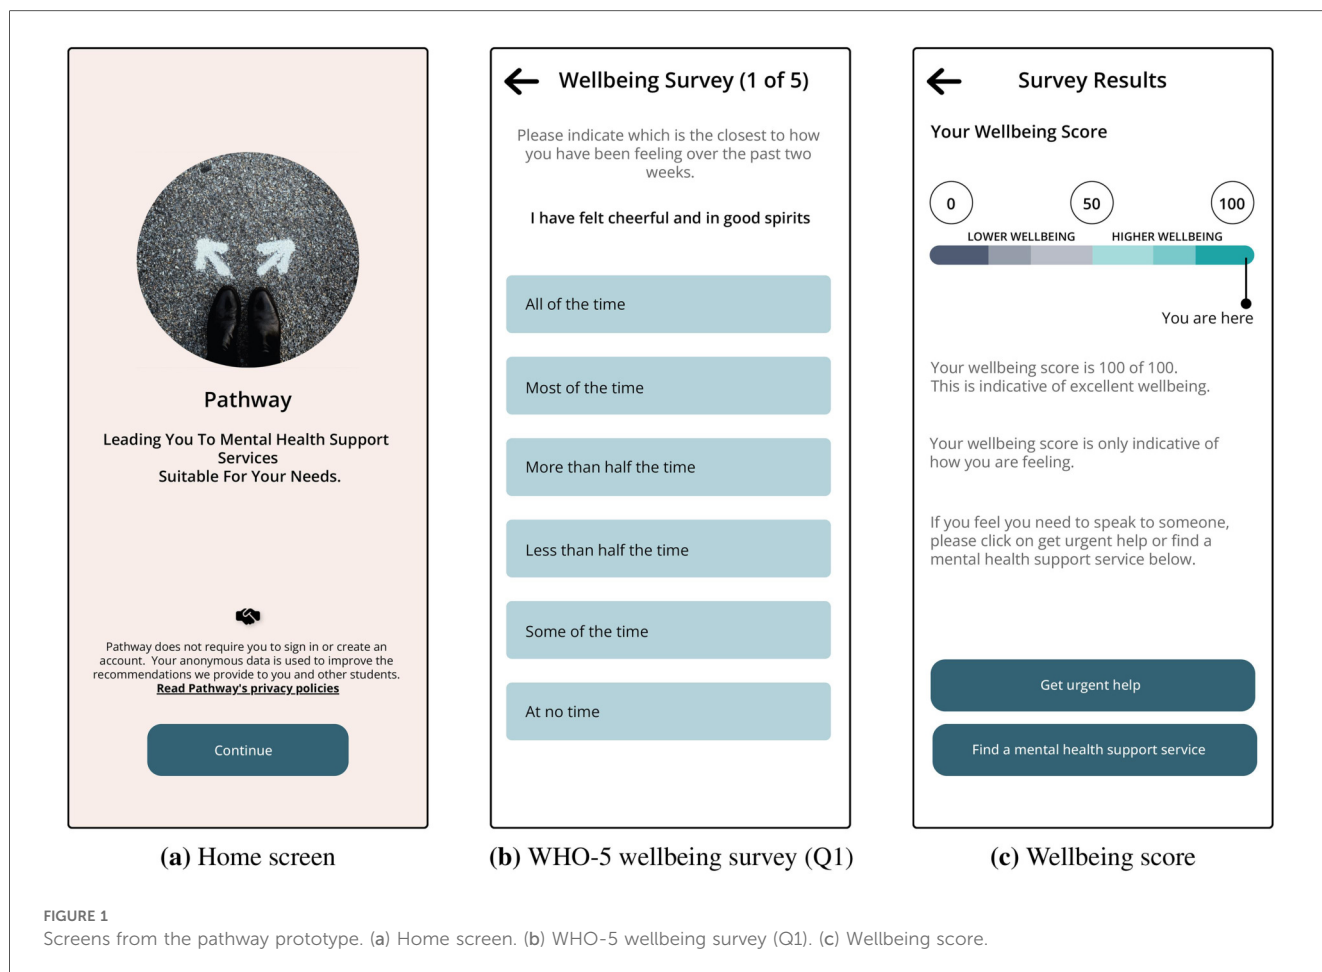 Pathway
Leading You To Mental Health Support
Services
Suitable For Your Needs.
Pathway does not require you to sign in or create an
account. Your anonymous data is used to improve the
recommendations we provide to you and other students.
Read Pathway's privacy policies
Continue
(a) Home screen
Wellbeing Survey (1 of 5)
Please indicate which is the closest to how
you have been feeling over the past two
weeks.
I have felt cheerful and in good spirits
All of the time
Most of the time
More than half the time
Less than half the time
Some of the time
At no time
(b) WHO-5 wellbeing survey (Q1)
Survey Results
Your Wellbeing Score
0 50 100
LOWER WELLBEING HIGHER WELLBEING
You are here
Your wellbeing score is 100 of 100.
This is indicative of excellent wellbeing.
Your wellbeing score is only indicative of
how you are feeling.
If you feel you need to speak to someone,
please click on get urgent help or find a
mental health support service below.
Get urgent help
Find a mental health support service
(c) Wellbeing score
FIGURE 1
Screens from the pathway prototype. (a) Home screen. (b) WHO-5 wellbeing survey (Q1). (c) Wellbeing score.